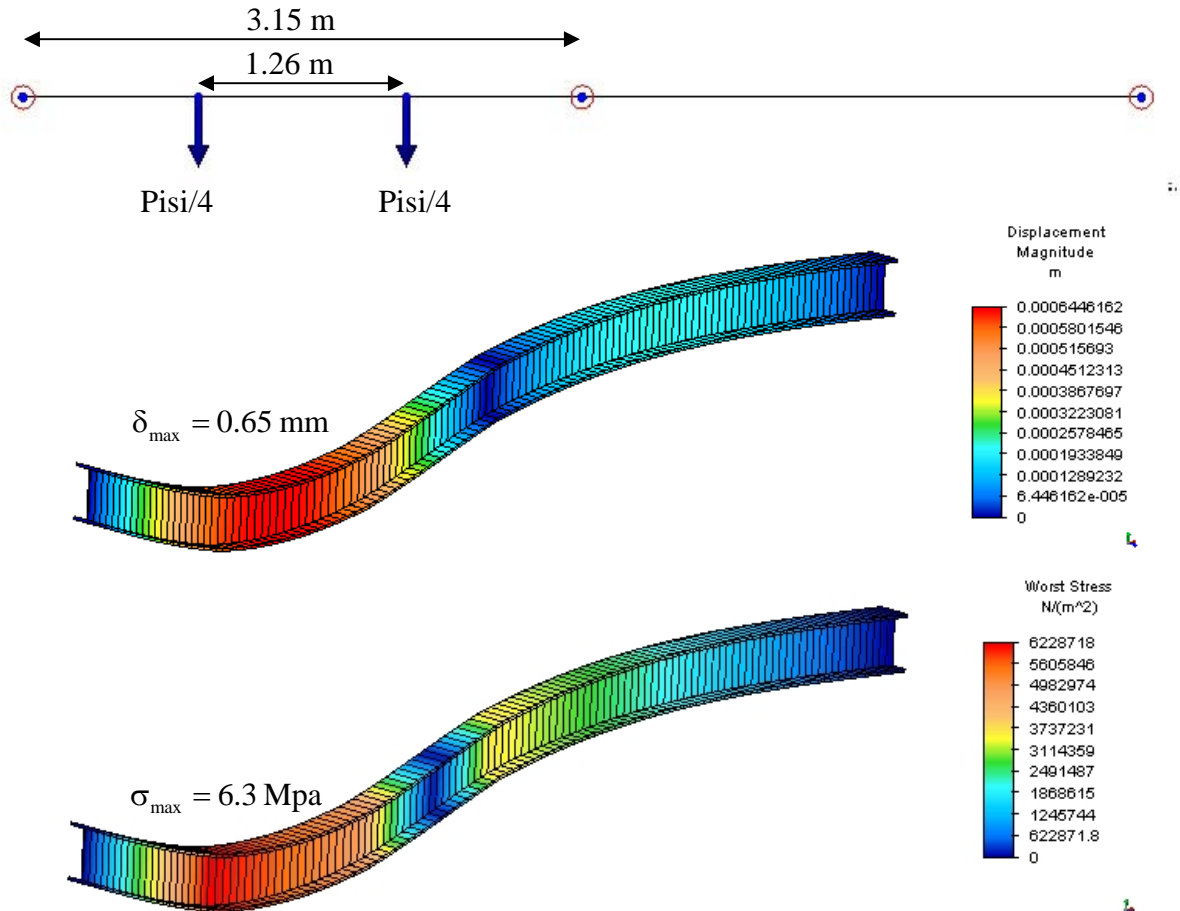 3.15 m
1.26 m
Pisi/4 Pisi/4
Displacement
Magnitude
m
0.0006446162
0.0005801546
0.000515693
0.0004512313
0.0003867697
0.0003223081
0.0002578465
0.0001933849
0.0001289232
6.446162e-005
0
δmax = 0.65 mm
Worst Stress
N/(m^2)
6228718
5605846
4982974
4360103
3737231
3114359
2491487
1868615
1245744
622871.8
0
σmax = 6.3 Mpa